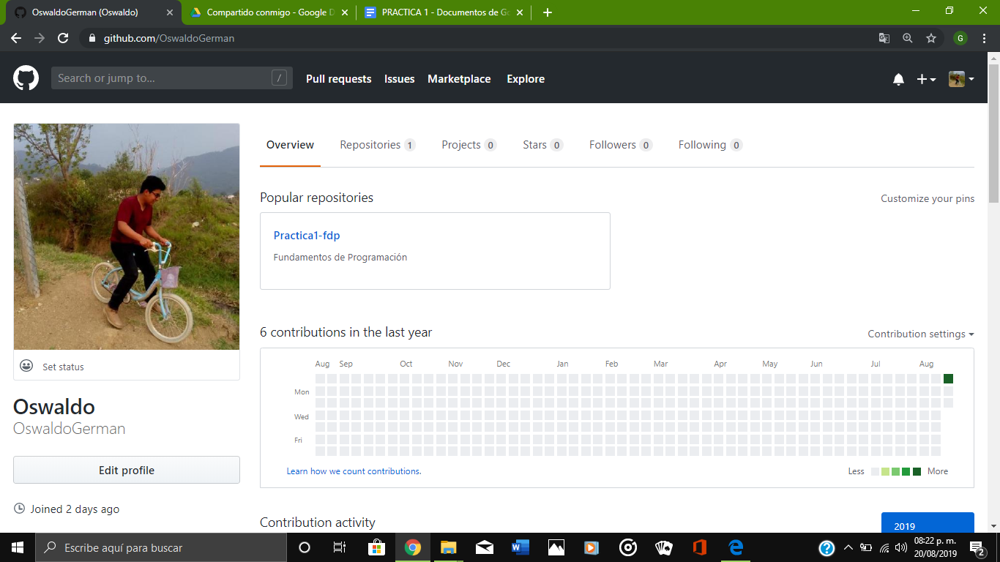 OswaldoGerman (Oswaldo)
Compartido conmigo - Google D
PRACTICA 1 - Documentos de Go
github.com/OswaldoGerman
G
Search or jump to...
/
Pull requests
Issues
Marketplace
Explore
Overview
Repositories 1
Projects 0
Stars 0
Followers 0
Following 0
Popular repositories
Customize your pins
Practica1-fdp
Fundamentos de Programación
Set status
Oswaldo
OswaldoGerman
Edit profile
Joined 2 days ago
6 contributions in the last year
Contribution settings
Aug Sep Oct Nov Dec Jan Feb Mar Apr May Jun Jul Aug
Mon
Wed
Fri
Learn how we count contributions.
Less
More
Contribution activity
2019
Escribe aquí para buscar
08:22 p. m.
20/08/2019
2